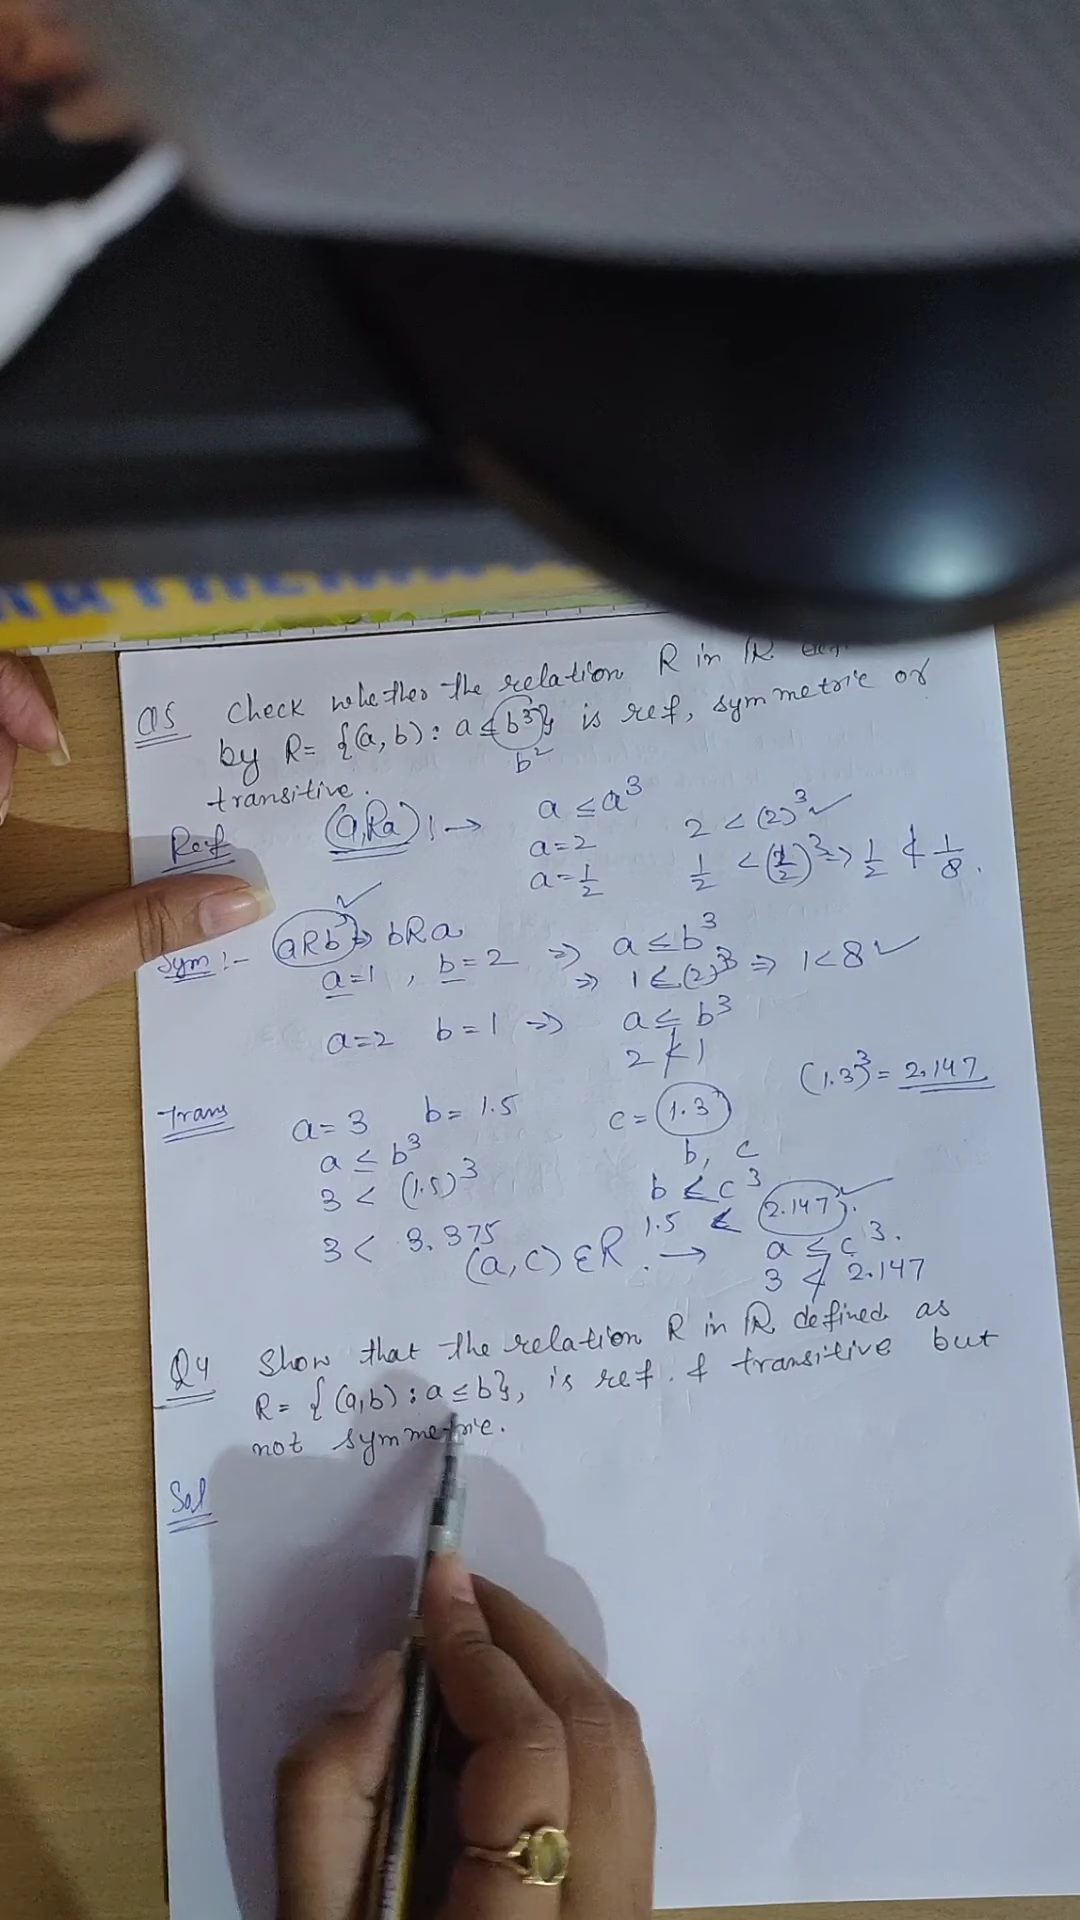 Q5 Check whether the relation R in R
by R = {(a, b) : a ≤ b³} is ref, symmetric or
b²
transitive.
Ref (a,Ra) :→ a ≤ a³
a=2 2 < (2)³ ✓
a=1/2 1/2 < (1/2)³ => 1/2 ≮ 1/8.
Sym :- aRb → bRa
a=1, b=2 => a ≤ b³
=> 1 ≤ (2)³ => 1<8 ✓
a=2 b=1 => a ≤ b³
2 ≮ 1
(1.3)³ = 2.147
Trans a=3 b=1.5 c=1.3
a ≤ b³ b, c
3 < (1.5)³ b ≤ c³
3 < 3.375 1.5 < 2.147 ✓
(a,c) ∈ R. → a ≤ c³.
3 ≮ 2.147
Q4 Show that the relation R in R defined as
R = {(a,b) : a ≤ b}, is ref. & transitive but
not symmetric.
Sol